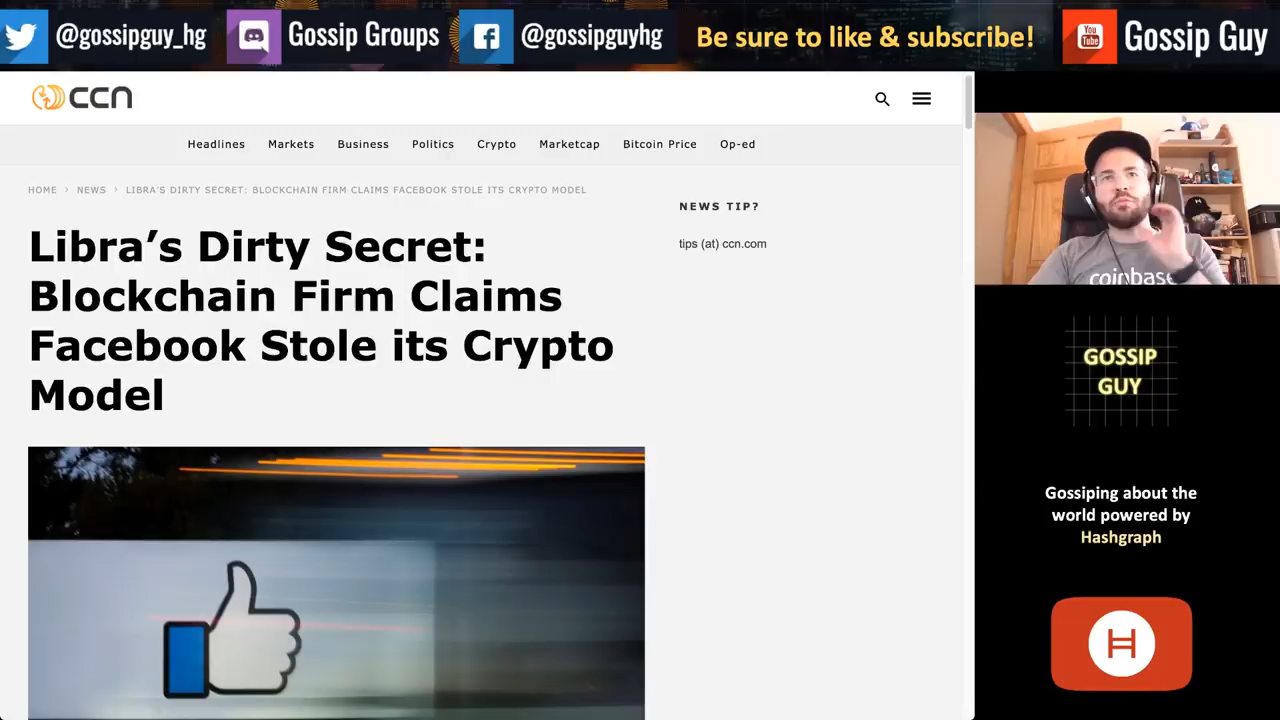 @gossipguy_hg
Gossip Groups
@gossipguyhg
Be sure to like & subscribe!
You Tube
Gossip Guy
CCN
Headlines Markets Business Politics Crypto Marketcap Bitcoin Price Op-ed
HOME > NEWS > LIBRA'S DIRTY SECRET: BLOCKCHAIN FIRM CLAIMS FACEBOOK STOLE ITS CRYPTO MODEL
Libra’s Dirty Secret:
Blockchain Firm Claims
Facebook Stole its Crypto
Model
NEWS TIP?
tips (at) ccn.com
coinbase
GOSSIP
GUY
Gossiping about the
world powered by
Hashgraph
H